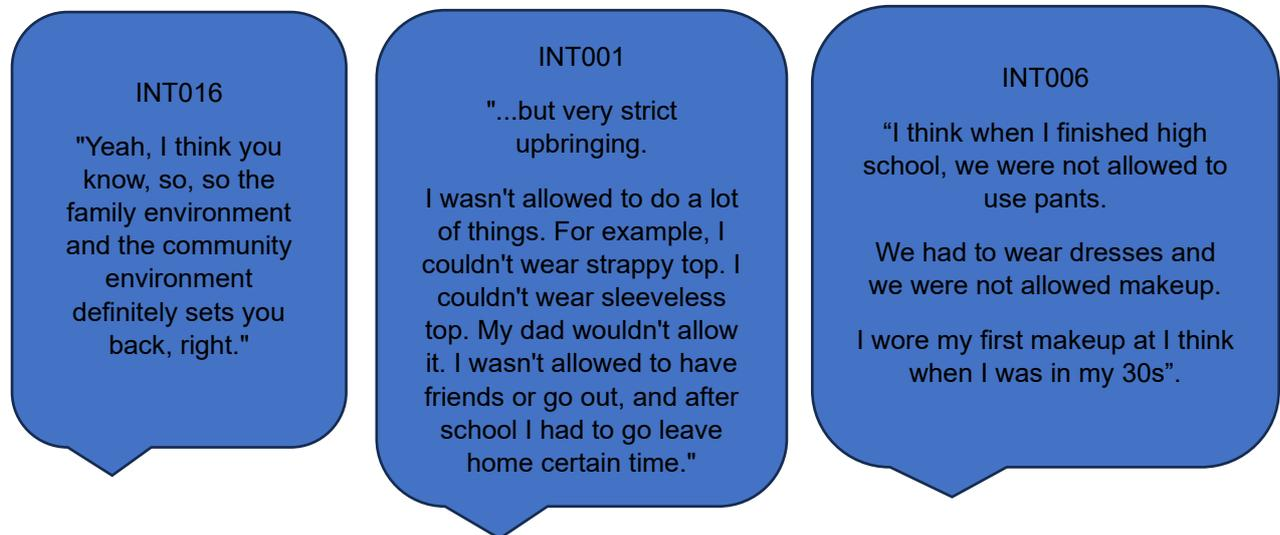 INT016
"Yeah, I think you
know, so, so the
family environment
and the community
environment
definitely sets you
back, right."
INT001
"...but very strict
upbringing.
I wasn't allowed to do a lot
of things. For example, I
couldn't wear strappy top. I
couldn't wear sleeveless
top. My dad wouldn't allow
it. I wasn't allowed to have
friends or go out, and after
school I had to go leave
home certain time."
INT006
“I think when I finished high
school, we were not allowed to
use pants.
We had to wear dresses and
we were not allowed makeup.
I wore my first makeup at I think
when I was in my 30s”.